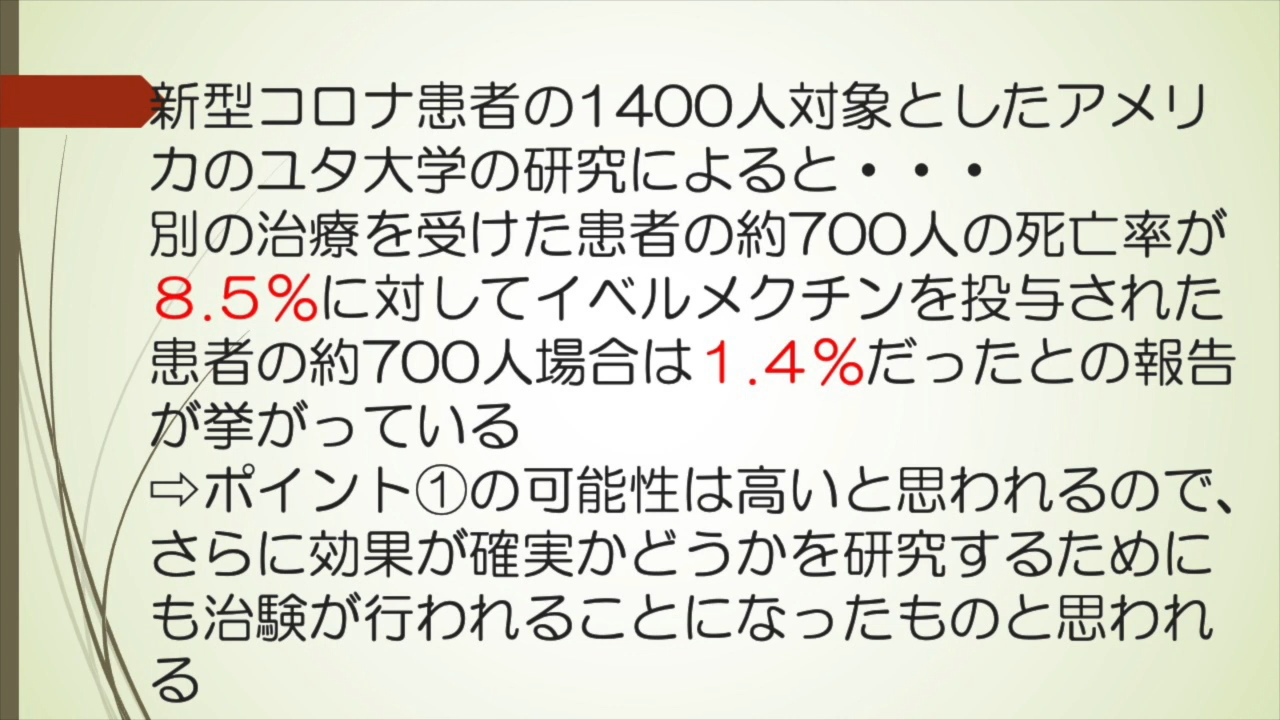 新型コロナ患者の1400人対象としたアメリ
カのユタ大学の研究によると・・・
別の治療を受けた患者の約700人の死亡率が
８.５％に対してイベルメクチンを投与された
患者の約700人場合は１.４％だったとの報告
が挙がっている
⇨ポイント①の可能性は高いと思われるので、
さらに効果が確実かどうかを研究するために
も治験が行われることになったものと思われ
る